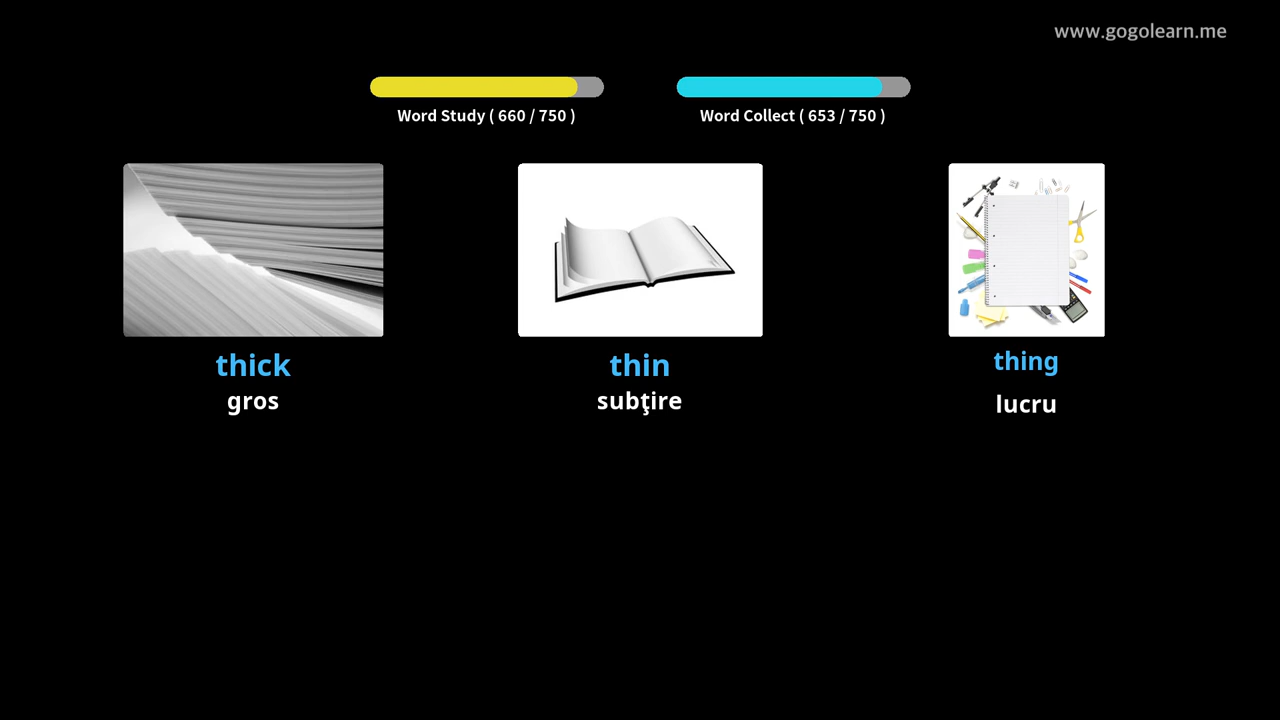 www.gogolearn.me
Word Study ( 660 / 750 )
Word Collect ( 653 / 750 )
thick
gros
thin
subţire
thing
lucru